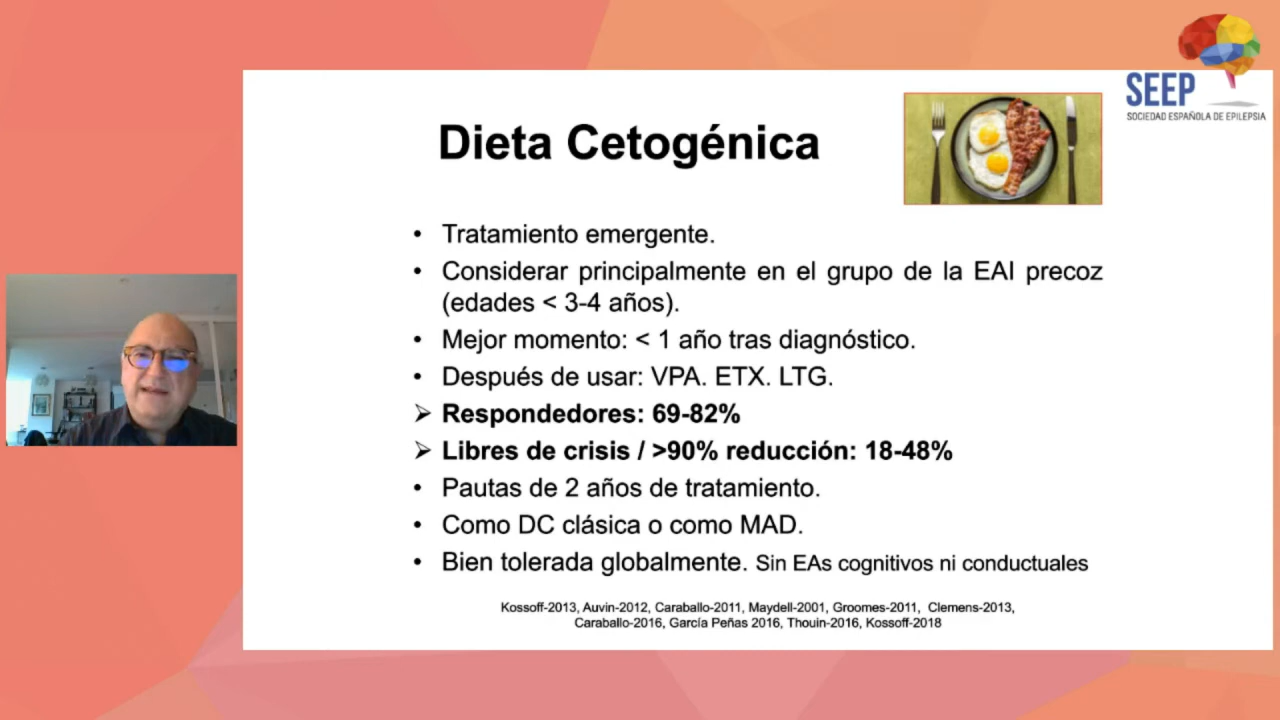 SEEP
SOCIEDAD ESPAÑOLA DE EPILEPSIA
Dieta Cetogénica
• Tratamiento emergente.
• Considerar principalmente en el grupo de la EAI precoz
(edades < 3-4 años).
• Mejor momento: < 1 año tras diagnóstico.
• Después de usar: VPA. ETX. LTG.
➢ Respondedores: 69-82%
➢ Libres de crisis / >90% reducción: 18-48%
• Pautas de 2 años de tratamiento.
• Como DC clásica o como MAD.
• Bien tolerada globalmente. Sin EAs cognitivos ni conductuales
Kossoff-2013, Auvin-2012, Caraballo-2011, Maydell-2001, Groomes-2011, Clemens-2013,
Caraballo-2016, García Peñas 2016, Thouin-2016, Kossoff-2018